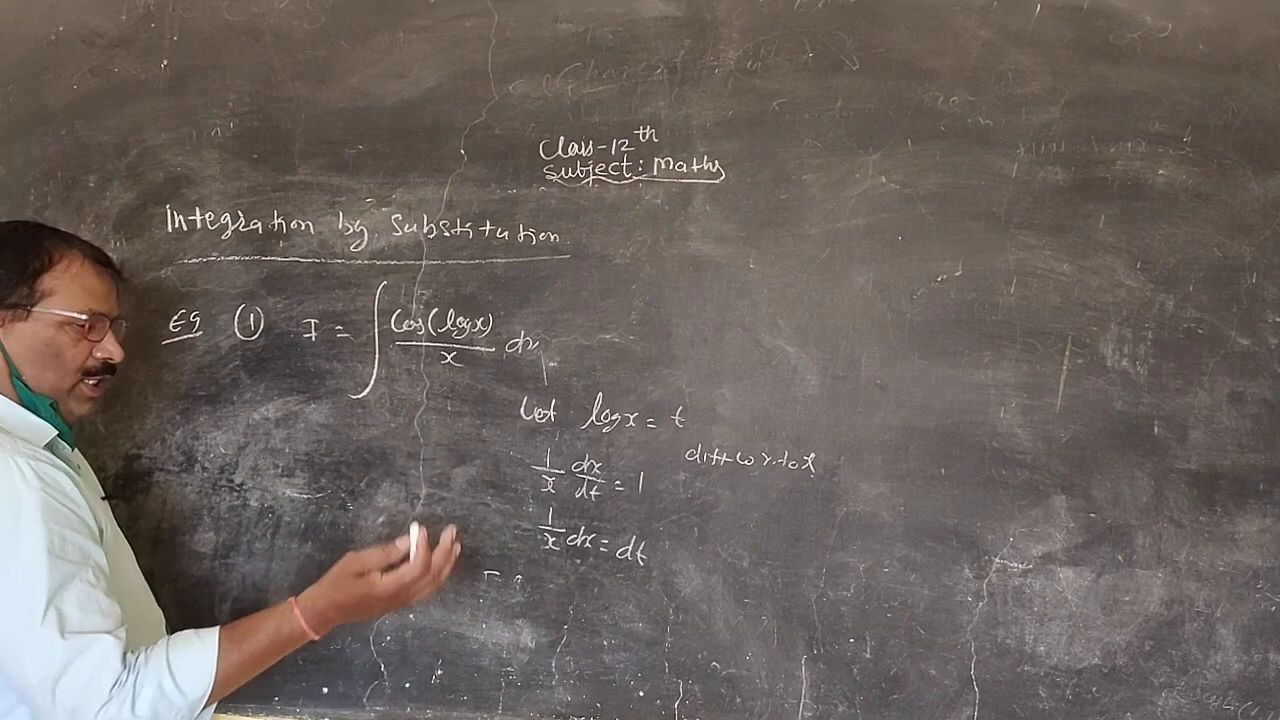 Class-12th
Subject: Maths
Integration by Substitution
Eg (1) I = ∫ Cos(logx)/x dx
Let logx = t
diff w.r.to x
1/x dx/dt = 1
1/x dx = dt
I =